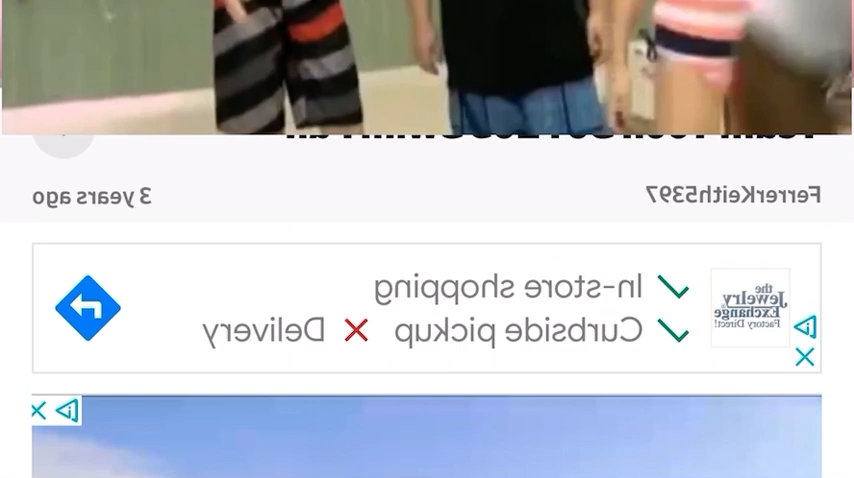 FerrerKeith5397
3 years ago
the
Jewelry
Exchange
Factory Direct!
In-store shopping
Curbside pickup
Delivery